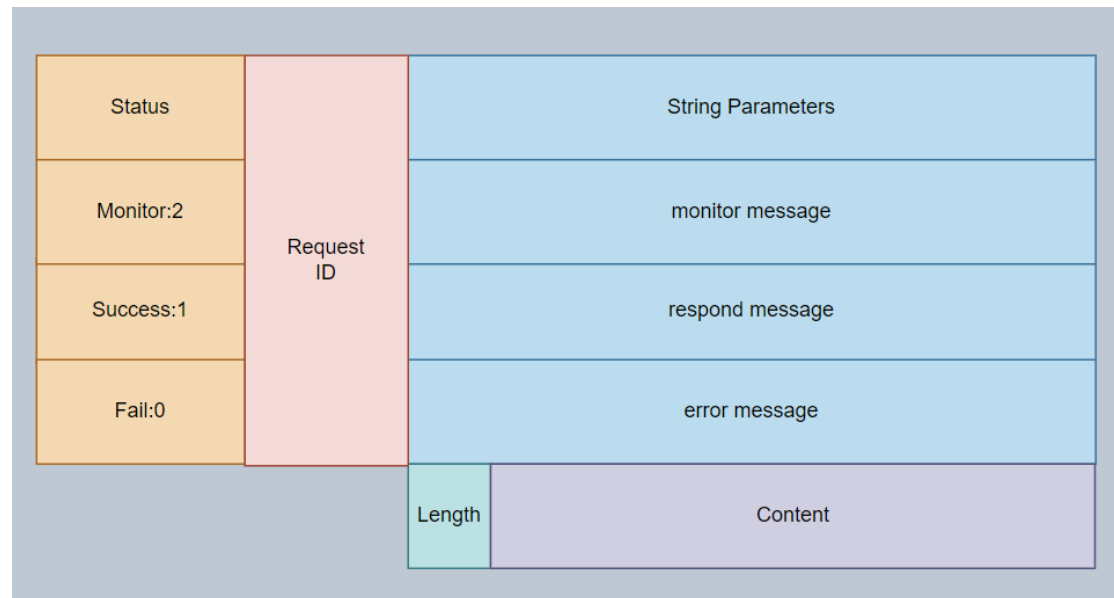 Status
String Parameters
Monitor:2
monitor message
Request
ID
Success:1
respond message
Fail:0
error message
Length
Content